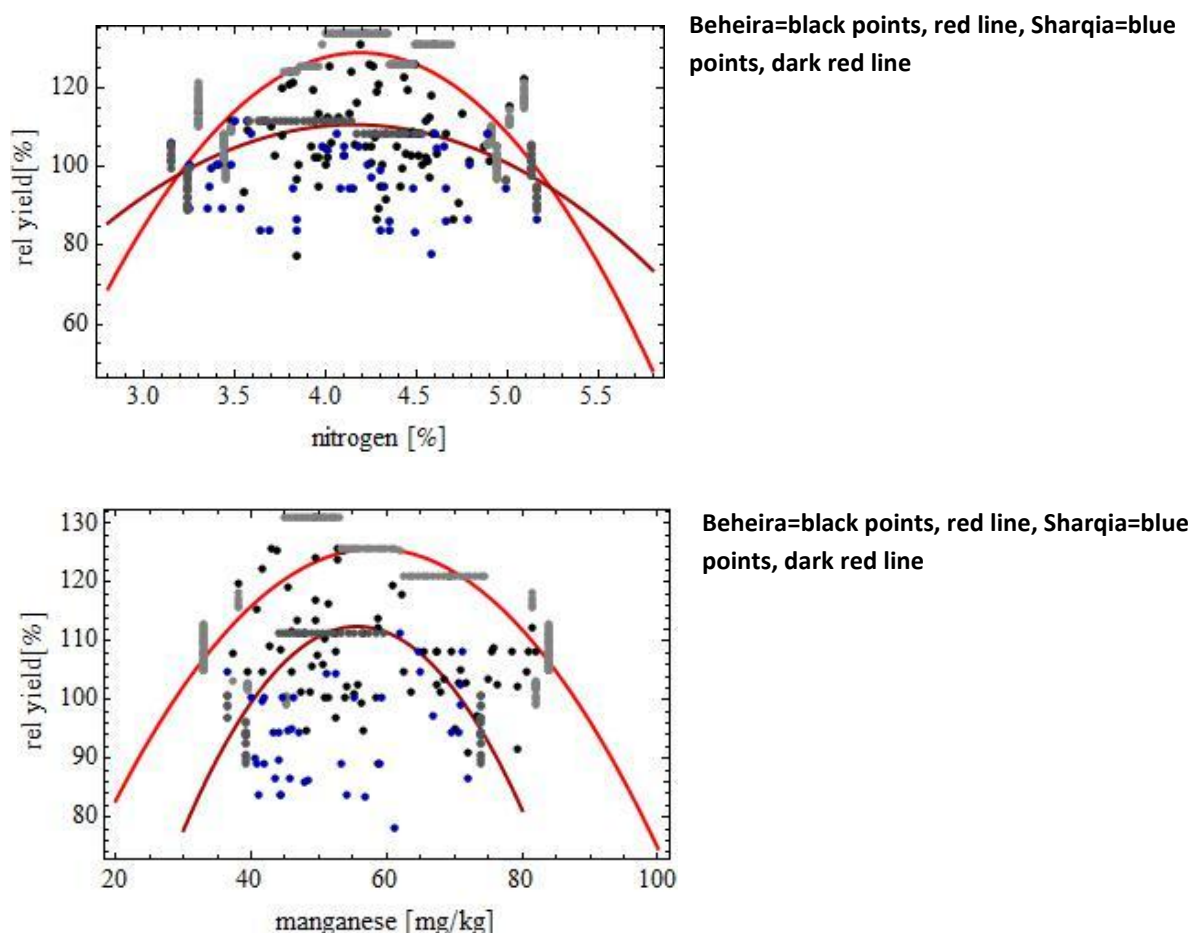 Beheira=black points, red line, Sharqia=blue
points, dark red line
120
100
80
60
rel yield[%]
3.0 3.5 4.0 4.5 5.0 5.5
nitrogen [%]
Beheira=black points, red line, Sharqia=blue
points, dark red line
130
120
110
100
90
80
rel yield[%]
20 40 60 80 100
manganese [mg/kg]